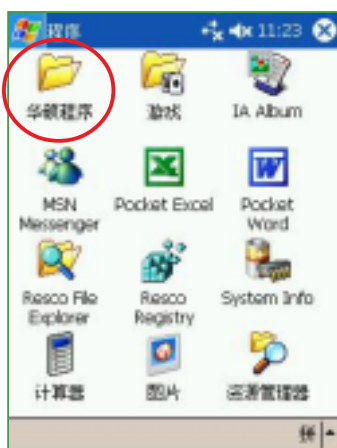 程序 11:23
华硕程序 游戏 IA Album
MSN Messenger Pocket Excel Pocket Word
Resco File Explorer Resco Registry System Info
计算器 图片 资源管理器
拼